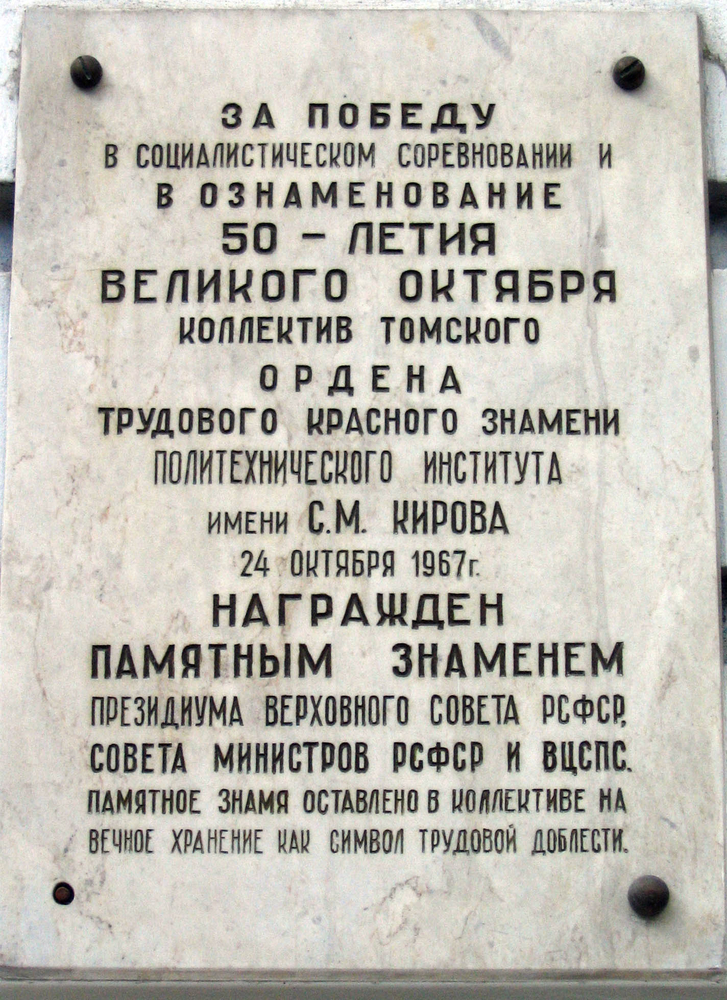 ЗА ПОБЕДУ
В СОЦИАЛИСТИЧЕСКОМ СОРЕВНОВАНИИ И
В ОЗНАМЕНОВАНИЕ
50 - ЛЕТИЯ
ВЕЛИКОГО ОКТЯБРЯ
КОЛЛЕКТИВ ТОМСКОГО
ОРДЕНА
ТРУДОВОГО КРАСНОГО ЗНАМЕНИ
ПОЛИТЕХНИЧЕСКОГО ИНСТИТУТА
ИМЕНИ С.М. КИРОВА
24 ОКТЯБРЯ 1967г.
НАГРАЖДЕН
ПАМЯТНЫМ ЗНАМЕНЕМ
ПРЕЗИДИУМА ВЕРХОВНОГО СОВЕТА РСФСР,
СОВЕТА МИНИСТРОВ РСФСР И ВЦСПС.
ПАМЯТНОЕ ЗНАМЯ ОСТАВЛЕНО В КОЛЛЕКТИВЕ НА
ВЕЧНОЕ ХРАНЕНИЕ КАК СИМВОЛ ТРУДОВОЙ ДОБЛЕСТИ.